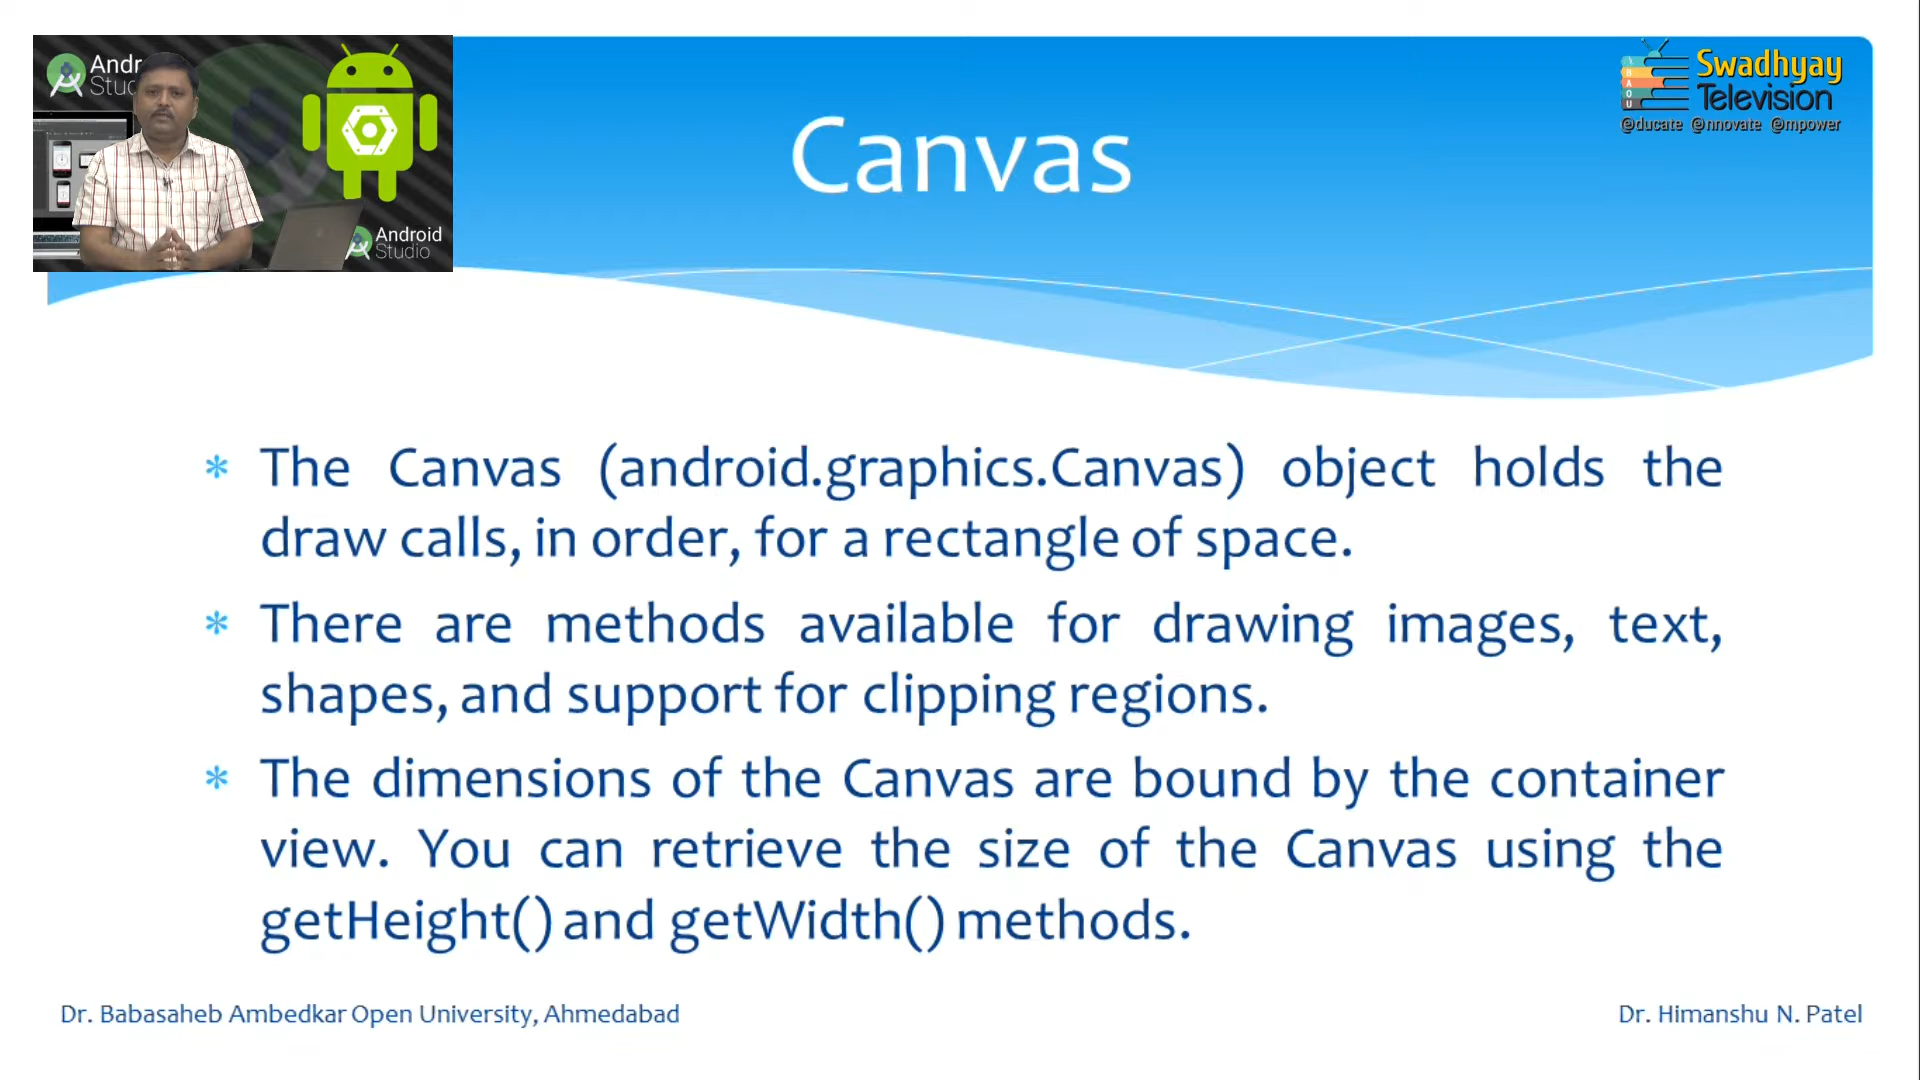 Andr
Stud
Android
Studio
Canvas
Swadhyay
Television
@ducate @nnovate @mpower
BAOU
* The Canvas (android.graphics.Canvas) object holds the
draw calls, in order, for a rectangle of space.
* There are methods available for drawing images, text,
shapes, and support for clipping regions.
* The dimensions of the Canvas are bound by the container
view. You can retrieve the size of the Canvas using the
getHeight() and getWidth() methods.
Dr. Babasaheb Ambedkar Open University, Ahmedabad
Dr. Himanshu N. Patel